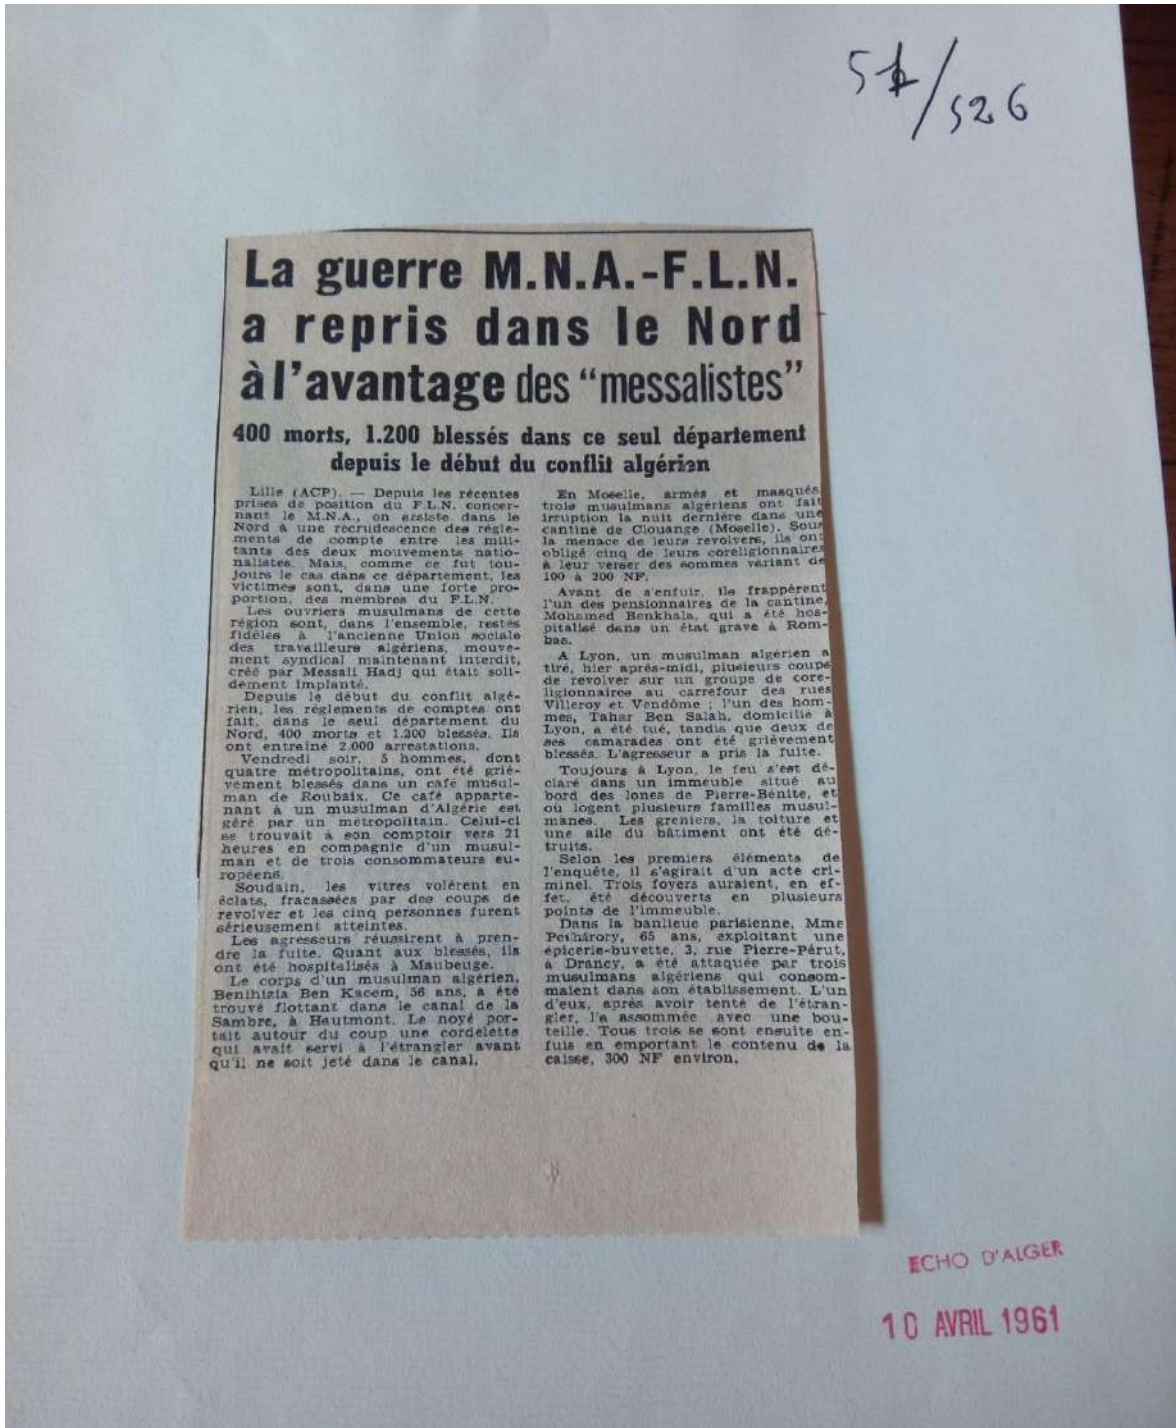 51/526
La guerre M.N.A.-F.L.N.
a repris dans le Nord
à l'avantage des "messalistes"
400 morts, 1.200 blessés dans ce seul département
depuis le début du conflit algérien
Lille (ACP). — Depuis les récentes
prises de position du F.L.N. concer-
nant le M.N.A., on assiste dans le
Nord à une recrudescence des règle-
ments de compte entre les mili-
tants des deux mouvements natio-
nalistes. Mais, comme ce fut tou-
jours le cas dans ce département, les
victimes sont, dans une forte pro-
portion, des membres du F.L.N.
Les ouvriers musulmans de cette
région sont, dans l'ensemble, restés
fidèles à l'ancienne Union sociale
des travailleurs algériens, mouve-
ment syndical maintenant interdit,
créé par Messali Hadj qui était soli-
dement implanté.
Depuis le début du conflit algé-
rien, les règlements de comptes ont
fait, dans le seul département du
Nord, 400 morts et 1.200 blessés. Ils
ont entraîné 2.000 arrestations.
Vendredi soir, 5 hommes, dont
quatre métropolitains, ont été griè-
vement blessés dans un café musul-
man de Roubaix. Ce café apparte-
nant à un musulman d'Algérie est
géré par un métropolitain. Celui-ci
se trouvait à son comptoir vers 21
heures en compagnie d'un musul-
man et de trois consommateurs eu-
ropéens.
Soudain, les vitres volèrent en
éclats, fracassées par des coups de
revolver et les cinq personnes furent
sérieusement atteintes.
Les agresseurs réussirent à pren-
dre la fuite. Quant aux blessés, ils
ont été hospitalisés à Maubeuge.
Le corps d'un musulman algérien,
Benihizia Ben Kacem, 56 ans, a été
trouvé flottant dans le canal de la
Sambre, à Hautmont. Le noyé por-
tait autour du coup une cordelette
qui avait servi à l'étrangler avant
qu'il ne soit jeté dans le canal.
En Moselle, armés et masqués,
trois musulmans algériens ont fait
irruption la nuit dernière dans une
cantine de Clouange (Moselle). Sous
la menace de leurs revolvers, ils ont
obligé cinq de leurs coreligionnaires
à leur verser des sommes variant de
100 à 200 NF.
Avant de s'enfuir, ils frappèrent
l'un des pensionnaires de la cantine,
Mohamed Benkhala, qui a été hos-
pitalisé dans un état grave à Rom-
bas.
A Lyon, un musulman algérien a
tiré, hier après-midi, plusieurs coups
de revolver sur un groupe de core-
ligionnaires au carrefour des rues
Villeroy et Vendôme ; l'un des hom-
mes, Tahar Ben Salah, domicilié à
Lyon, a été tué, tandis que deux de
ses camarades ont été grièvement
blessés. L'agresseur a pris la fuite.
Toujours à Lyon, le feu s'est dé-
claré dans un immeuble situé au
bord des lones de Pierre-Bénite, et
où logent plusieurs familles musul-
manes. Les greniers, la toiture et
une aile du bâtiment ont été dé-
truits.
Selon les premiers éléments de
l'enquête, il s'agirait d'un acte cri-
minel. Trois foyers auraient, en ef-
fet, été découverts en plusieurs
points de l'immeuble.
Dans la banlieue parisienne, Mme
65 ans, exploitant une
épicerie-buvette, 3, rue Pierre-Pérut,
à Drancy, a été attaquée par trois
musulmans algériens qui consom-
maient dans son établissement. L'un
d'eux, après avoir tenté de l'étran-
gler, l'a assommée avec une bou-
teille. Tous trois se sont ensuite en-
fuis en emportant le contenu de la
caisse, 300 NF environ.
ECHO D'ALGER
10 AVRIL 1961